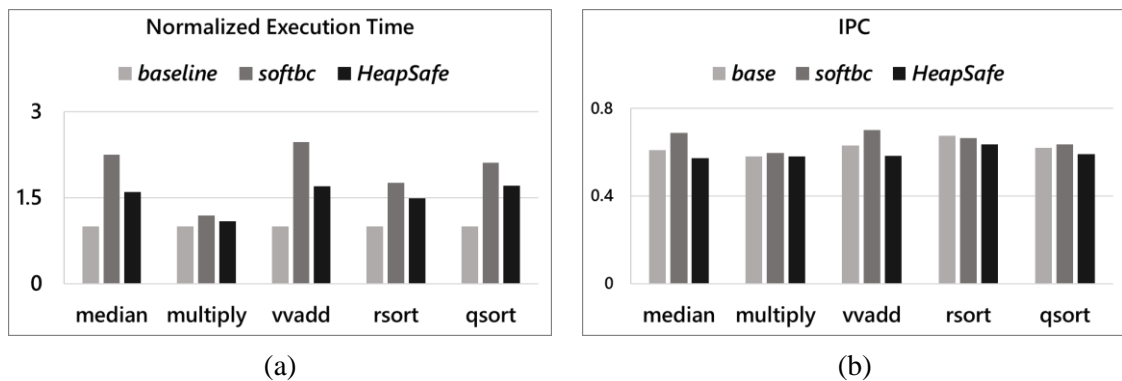 Normalized Execution Time
baseline softbc HeapSafe
3
1.5
0
median multiply vvadd rsort qsort
(a)
IPC
base softbc HeapSafe
0.8
0.4
0
median multiply vvadd rsort qsort
(b)